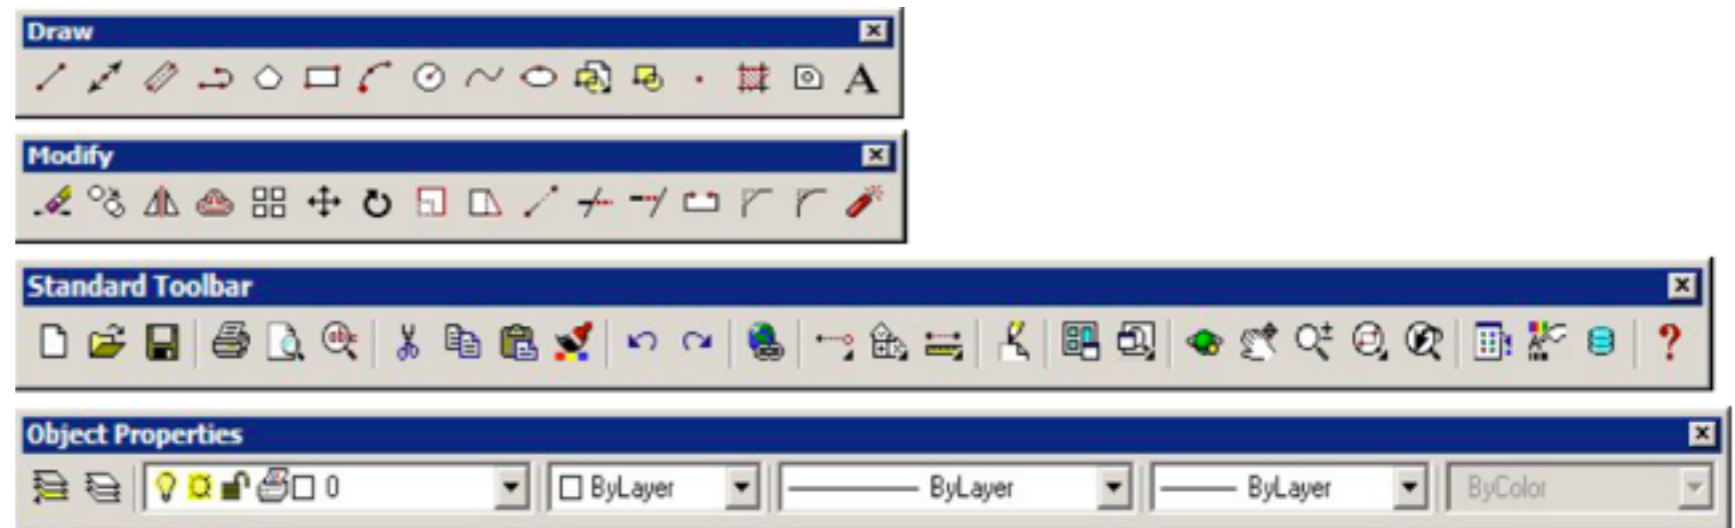 Draw
A
Modify
Standard Toolbar
?
Object Properties
0 ByLayer ByLayer ByLayer ByColor